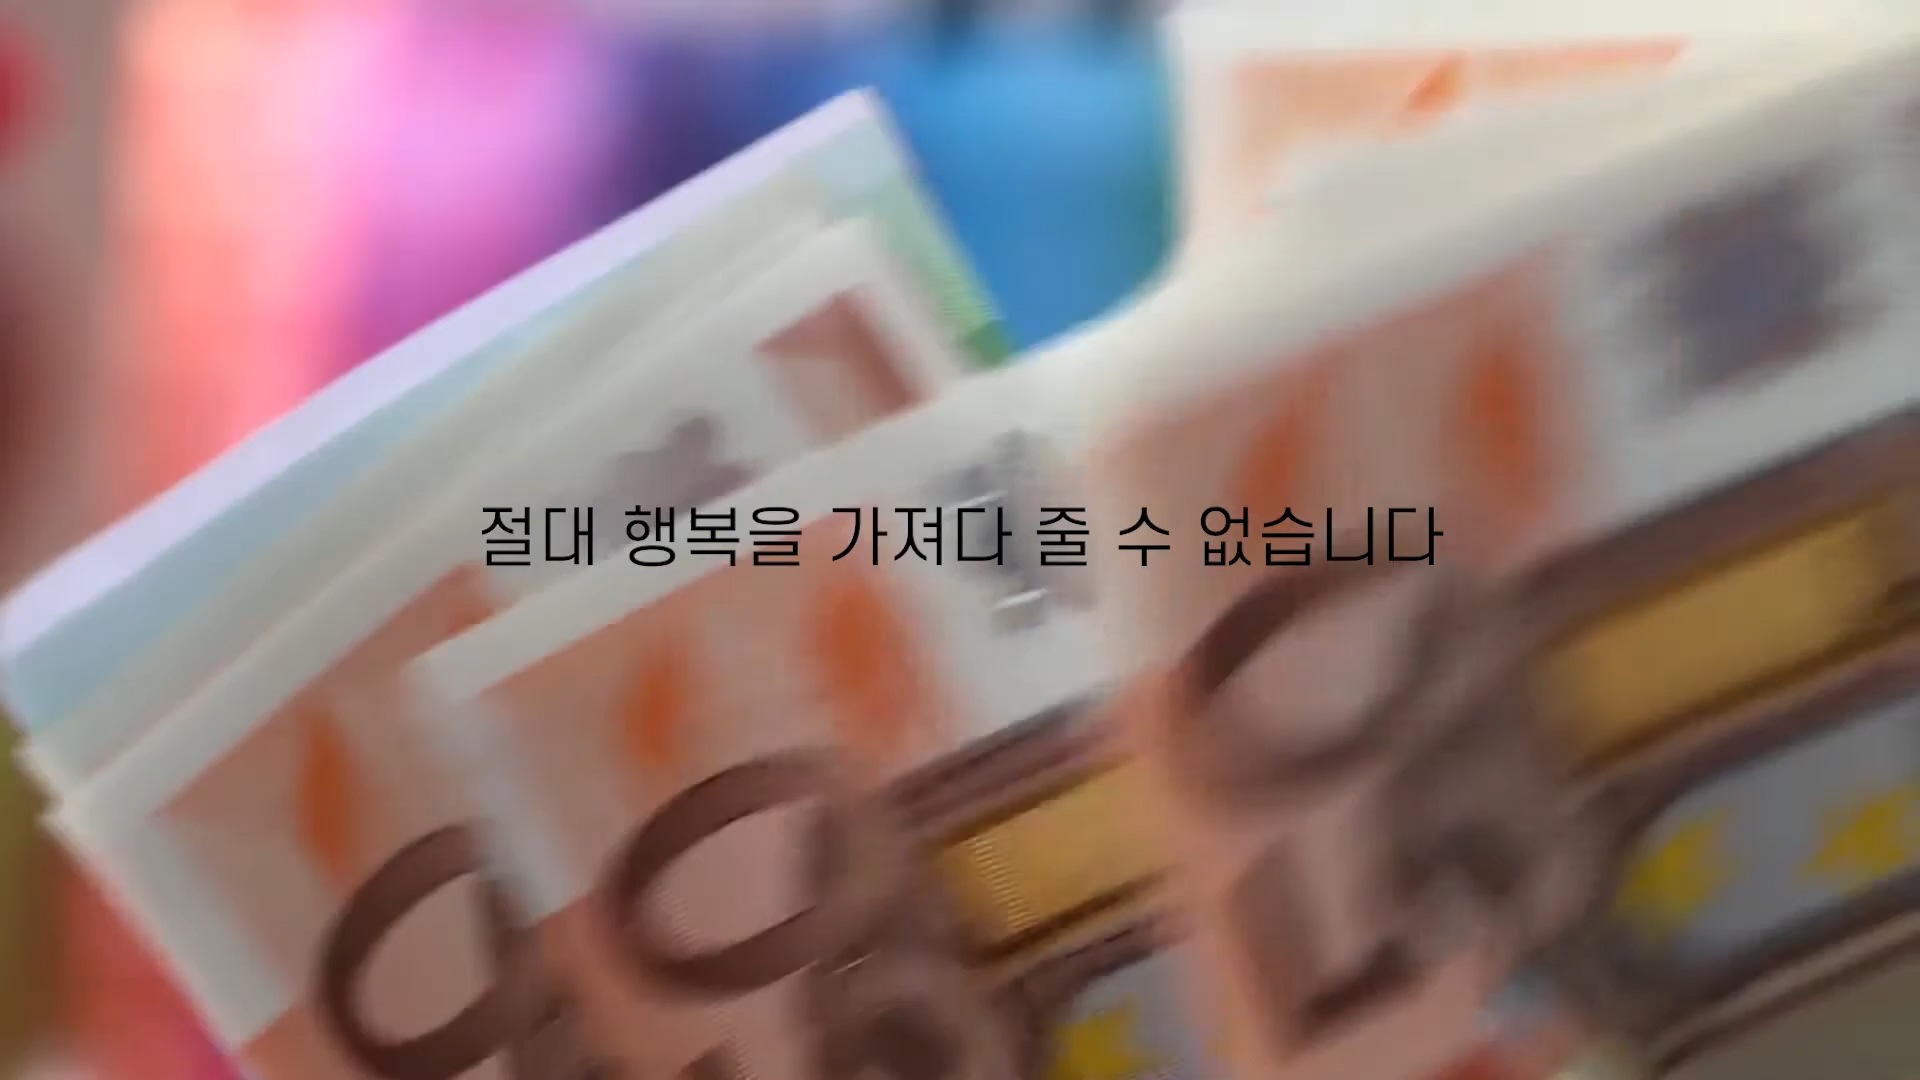 절대 행복을 가져다 줄 수 없습니다